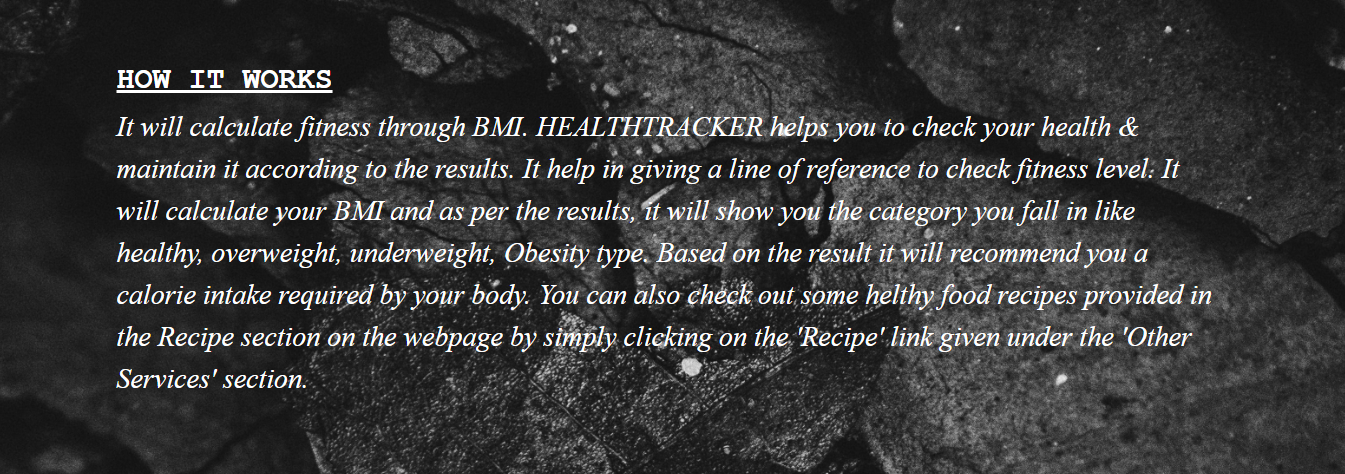 HOW IT WORKS
It will calculate fitness through BMI. HEALTHTRACKER helps you to check your health &
maintain it according to the results. It help in giving a line of reference to check fitness level. It
will calculate your BMI and as per the results, it will show you the category you fall in like
healthy, overweight, underweight, Obesity type. Based on the result it will recommend you a
calorie intake required by your body. You can also check out some helthy food recipes provided in
the Recipe section on the webpage by simply clicking on the 'Recipe' link given under the 'Other
Services' section.